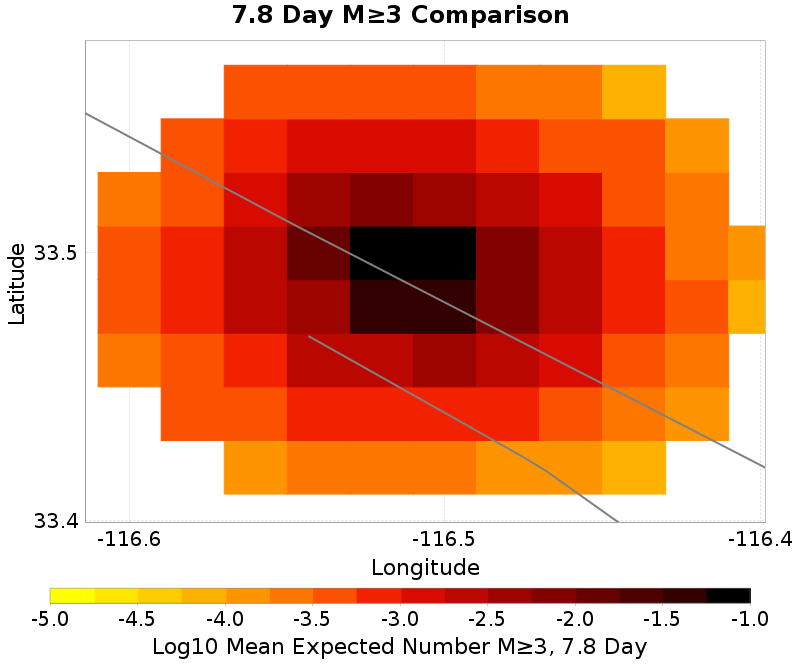 7.8 Day M≥3 Comparison
Latitude
33.5
33.4
-116.6 -116.5 -116.4
Longitude
-5.0 -4.5 -4.0 -3.5 -3.0 -2.5 -2.0 -1.5 -1.0
Log10 Mean Expected Number M≥3, 7.8 Day